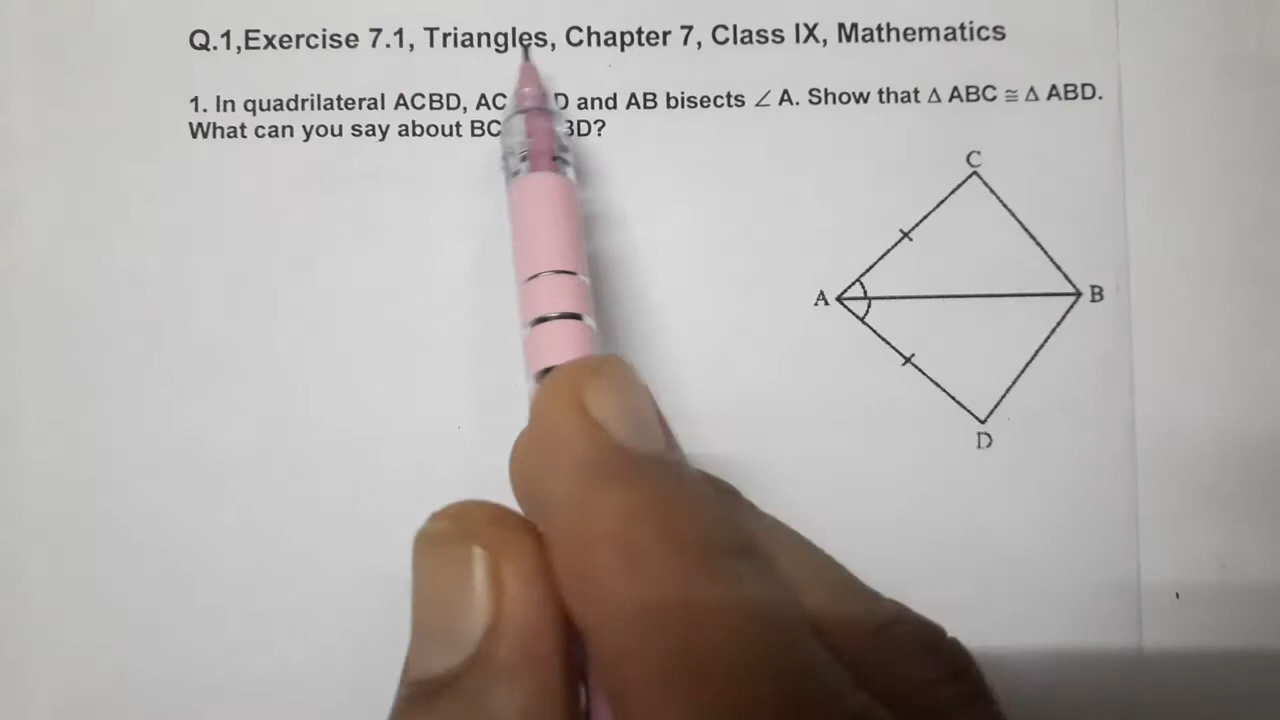 Q.1,Exercise 7.1, Triangles, Chapter 7, Class IX, Mathematics
1. In quadrilateral ACBD, AC D and AB bisects ∠ A. Show that Δ ABC ≅ Δ ABD.
What can you say about BC BD?
C
A
B
D